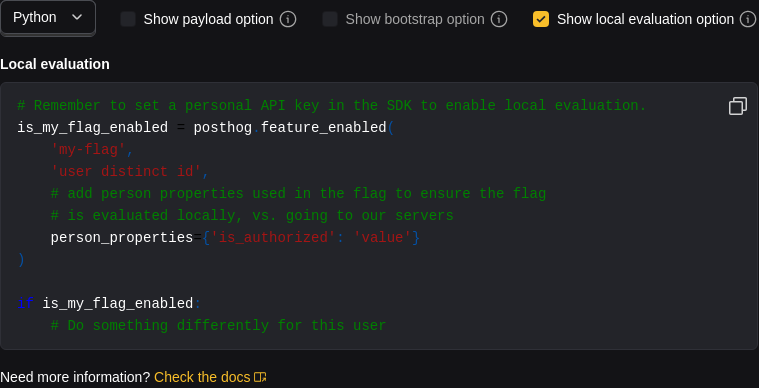 Python Show payload option Show bootstrap option Show local evaluation option
Local evaluation
# Remember to set a personal API key in the SDK to enable local evaluation.
is_my_flag_enabled = posthog.feature_enabled(
    'my-flag',
    'user distinct id',
    # add person properties used in the flag to ensure the flag
    # is evaluated locally, vs. going to our servers
    person_properties={'is_authorized': 'value'}
)
if is_my_flag_enabled:
    # Do something differently for this user
Need more information? Check the docs